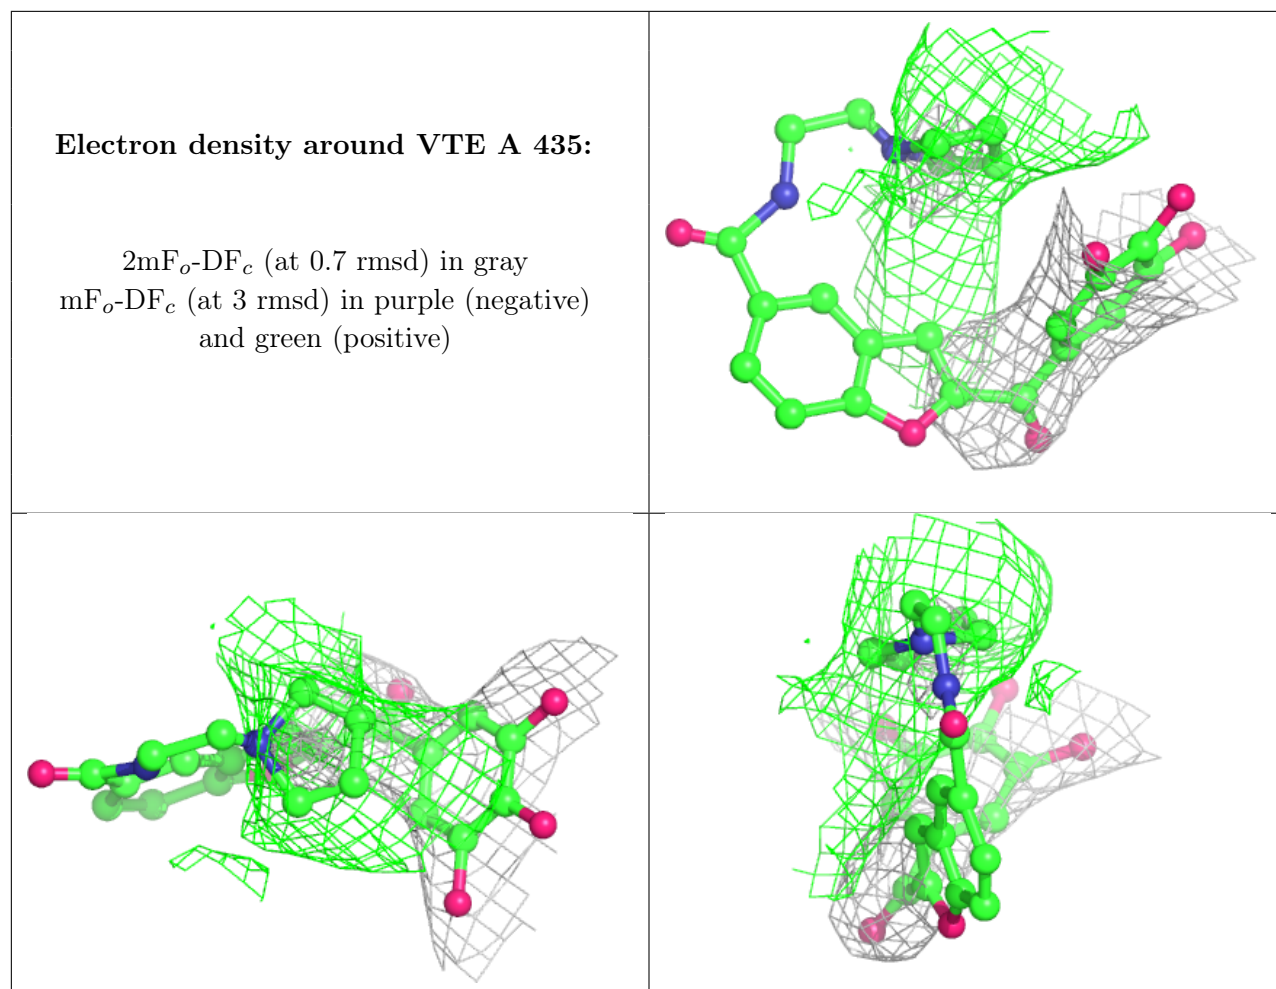 Electron density around VTE A 435:
2mFo-DFc (at 0.7 rmsd) in gray
mFo-DFc (at 3 rmsd) in purple (negative)
and green (positive)